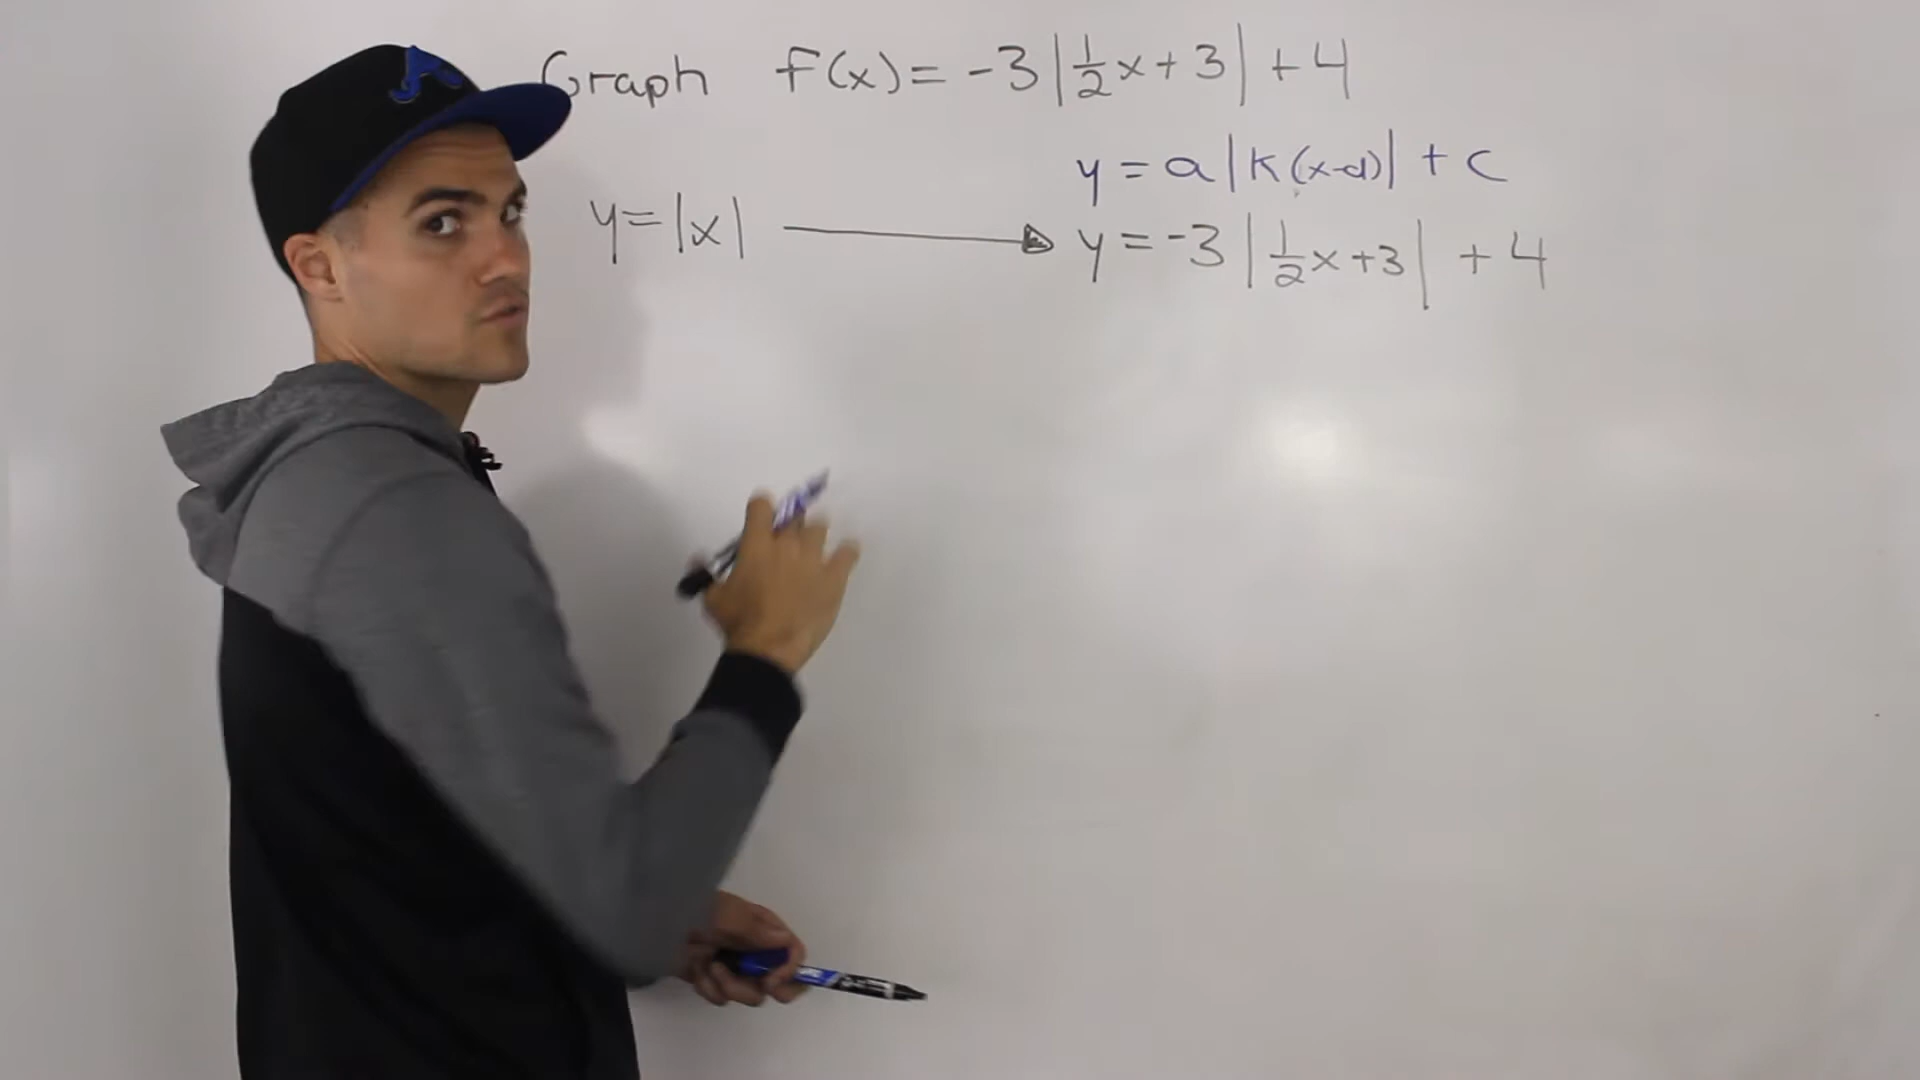 Graph f(x) = -3|½x+3| + 4
y = a|k(x-d)| + c
y=|x| → y = -3|½x+3| + 4